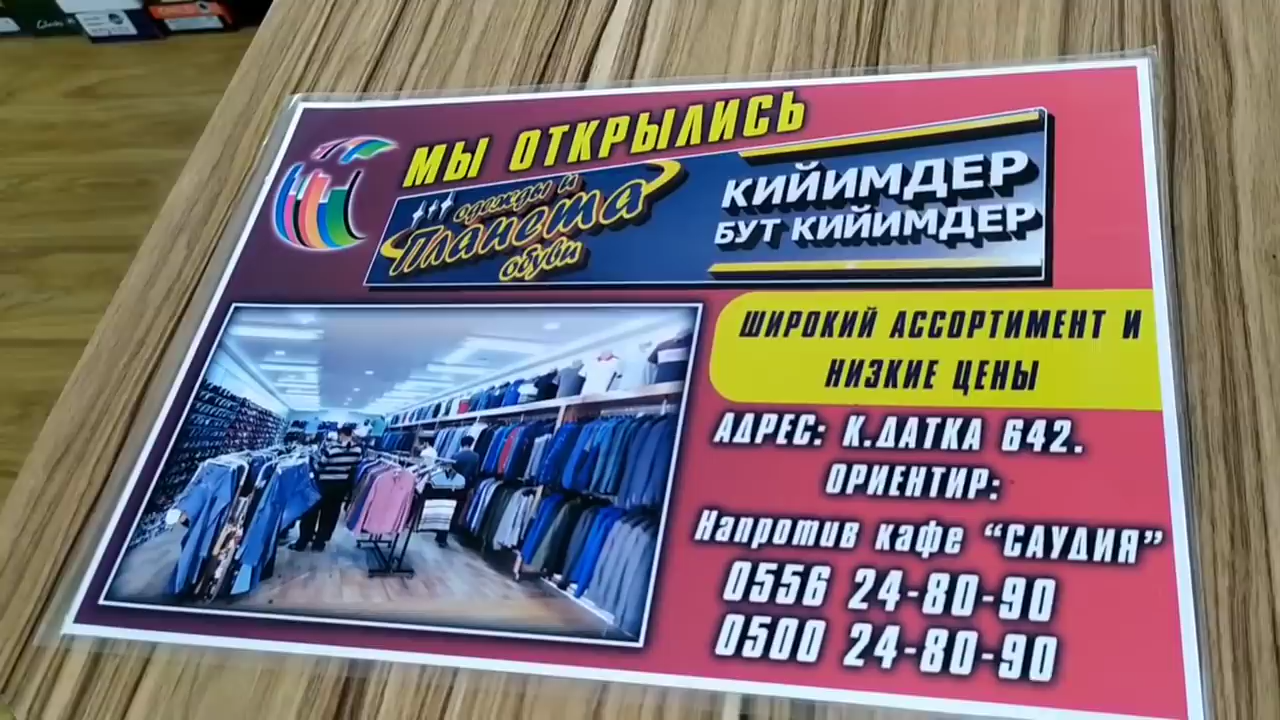 МЫ ОТКРЫЛИСЬ
одежды и
Планета
обуви
КИЙИМДЕР
БУТ КИЙИМДЕР
ШИРОКИЙ АССОРТИМЕНТ И
НИЗКИЕ ЦЕНЫ
АДРЕС: К.ДАТКА 642.
ОРИЕНТИР:
Напротив кафе “САУДИЯ”
0556 24-80-90
0500 24-80-90